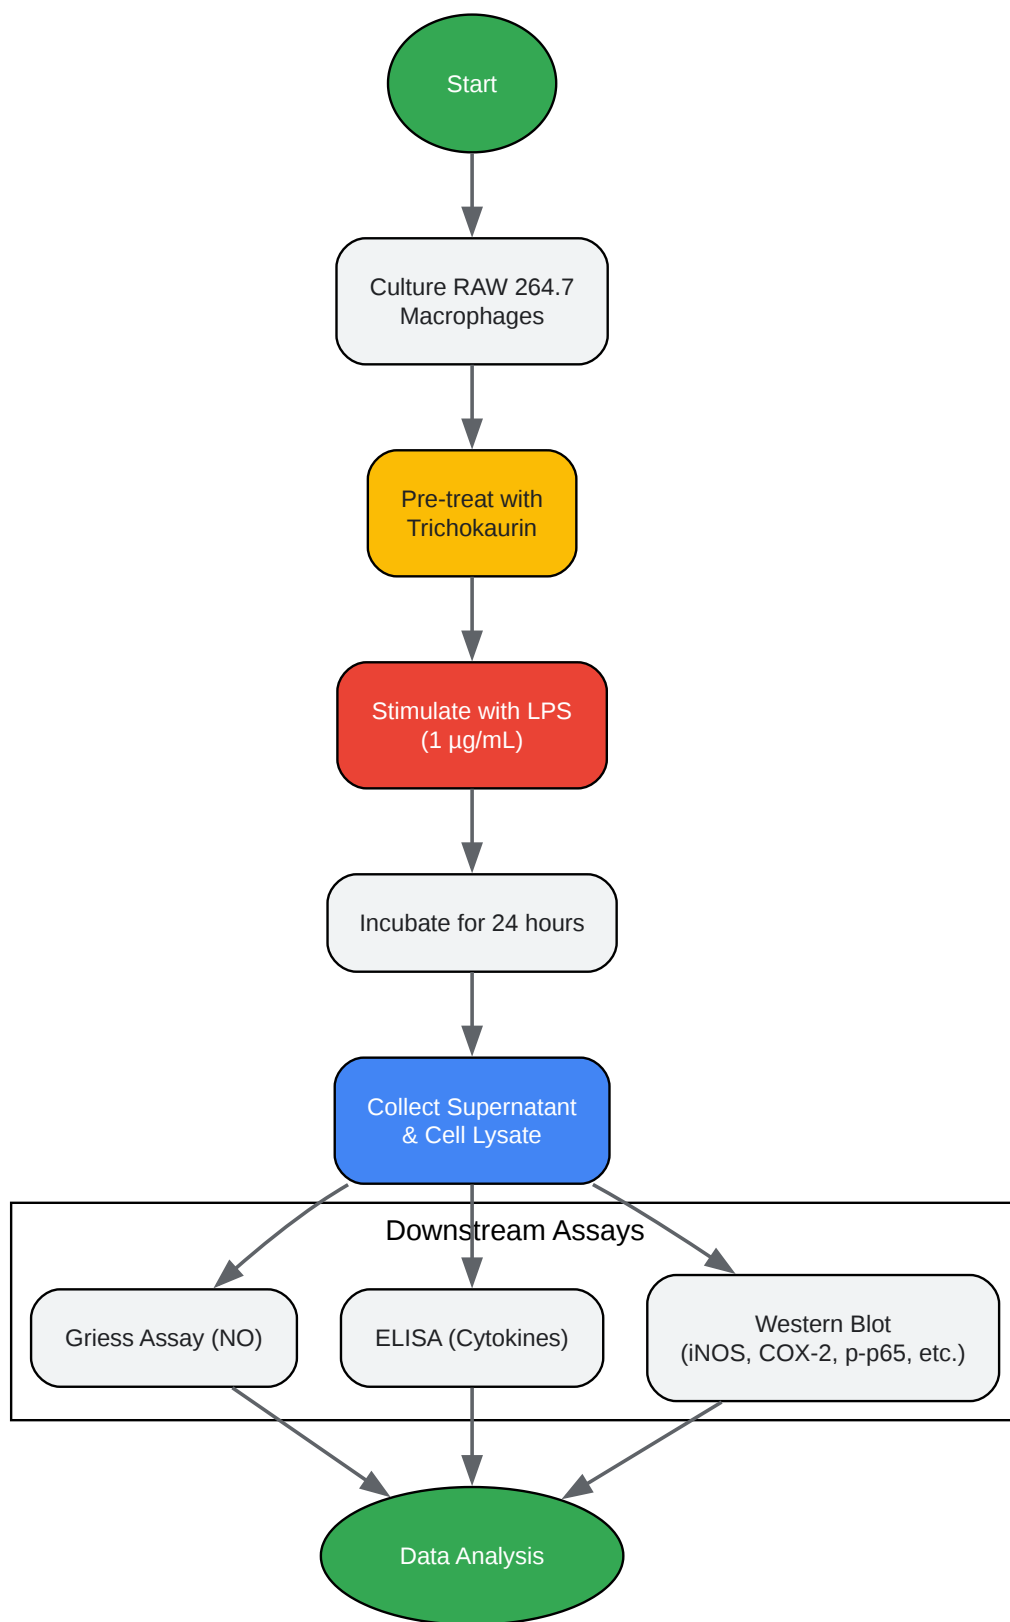 Start
Culture RAW 264.7
Macrophages
Pre-treat with
Trichokaurin
Stimulate with LPS
(1 µg/mL)
Incubate for 24 hours
Collect Supernatant
& Cell Lysate
Downstream Assays
Griess Assay (NO)
ELISA (Cytokines)
Western Blot
(iNOS, COX-2, p-p65, etc.)
Data Analysis